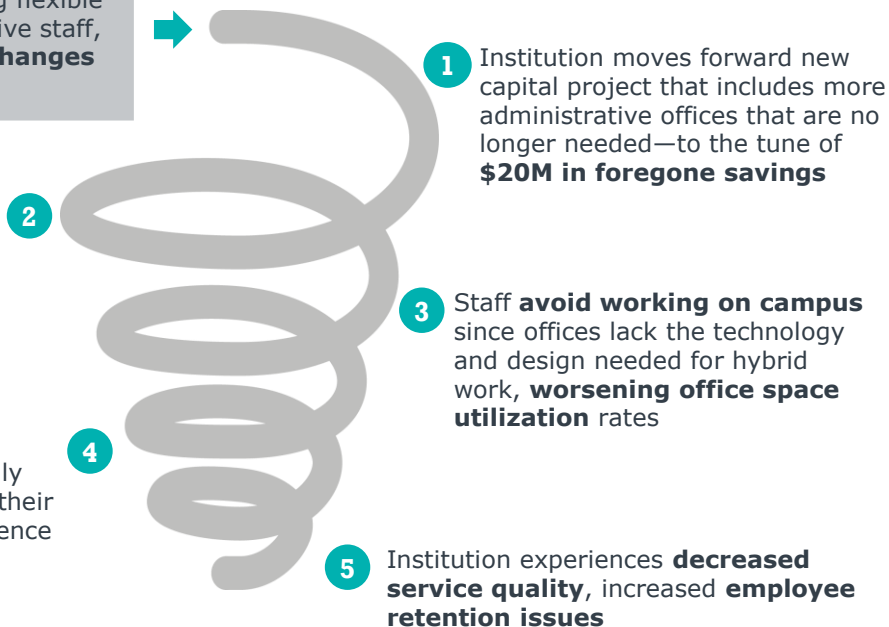 flexible
ive staff,
hanges
1
Institution moves forward new
capital project that includes more
administrative offices that are no
longer needed—to the tune of
$20M in foregone savings
2
3
Staff avoid working on campus
since offices lack the technology
and design needed for hybrid
work, worsening office space
utilization rates
4
ly
their
ence
5
Institution experiences decreased
service quality, increased employee
retention issues